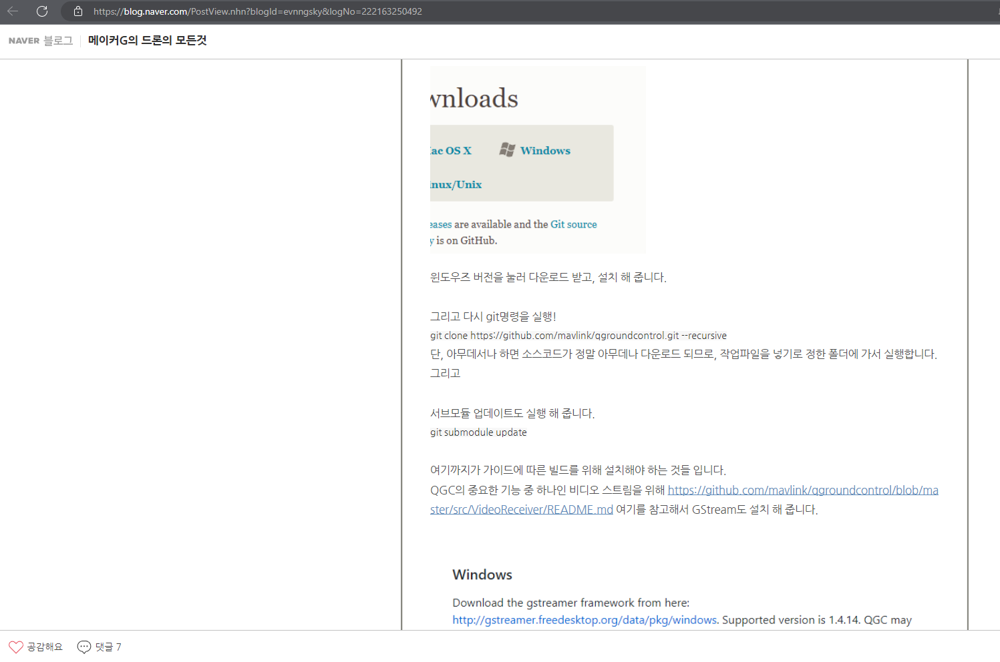 https://blog.naver.com/PostView.nhn?blogId=evnngsky&logNo=222163250492
NAVER 블로그
메이커G의 드론의 모든것
wnloads
Mac OS X
Windows
inux/Unix
eases are available and the Git source
y is on GitHub.
윈도우즈 버전을 눌러 다운로드 받고, 설치 해 줍니다.
그리고 다시 git명령을 실행!
git clone https://github.com/mavlink/qgroundcontrol.git --recursive
단, 아무데서나 하면 소스코드가 정말 아무데나 다운로드 되므로, 작업파일을 넣기로 정한 폴더에 가서 실행합니다.
그리고
서브모듈 업데이트도 실행 해 줍니다.
git submodule update
여기까지가 가이드에 따른 빌드를 위해 설치해야 하는 것들 입니다.
QGC의 중요한 기능 중 하나인 비디오 스트림을 위해 https://github.com/mavlink/qgroundcontrol/blob/ma
ster/src/VideoReceiver/README.md 여기를 참고해서 GStream도 설치 해 줍니다.
Windows
Download the gstreamer framework from here:
http://gstreamer.freedesktop.org/data/pkg/windows. Supported version is 1.4.14. QGC may
공감해요
댓글 7